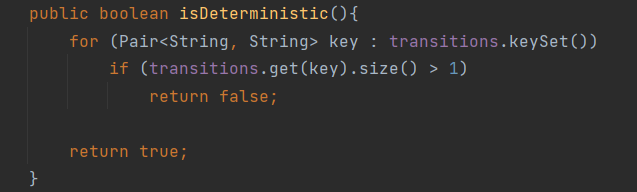 public boolean isDeterministic(){
    for (Pair<String, String> key : transitions.keySet())
        if (transitions.get(key).size() > 1)
            return false;
    return true;
}